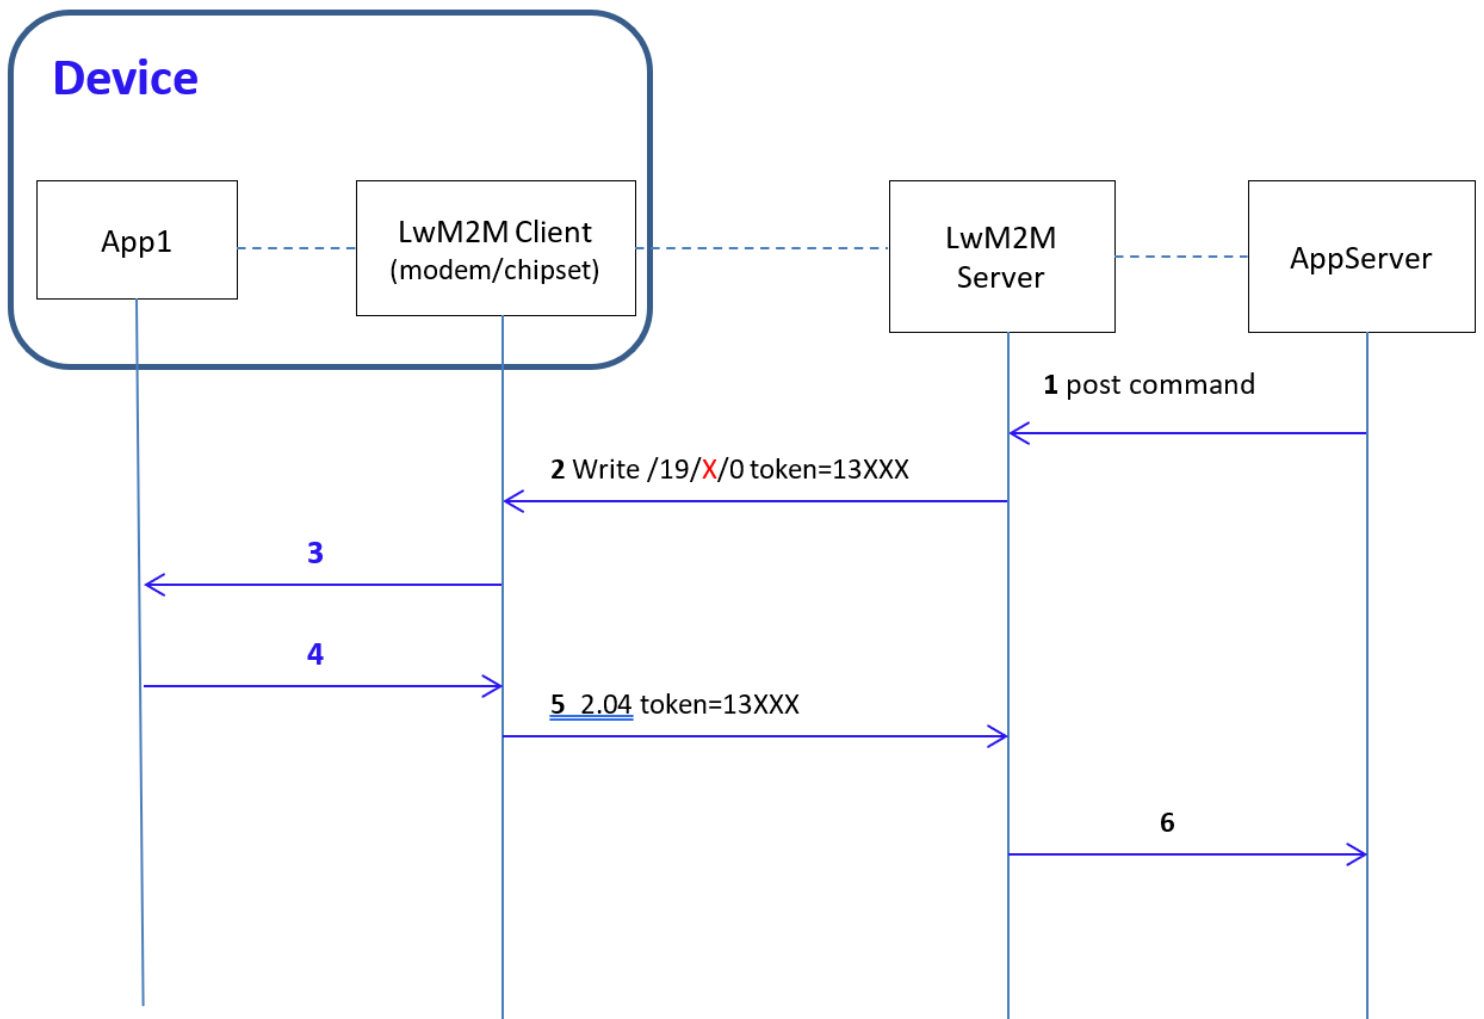 Device
App1
LwM2M Client
(modem/chipset)
LwM2M
Server
AppServer
1 post command
2 Write /19/X/0 token=13XXX
3
4
5 2.04 token=13XXX
6